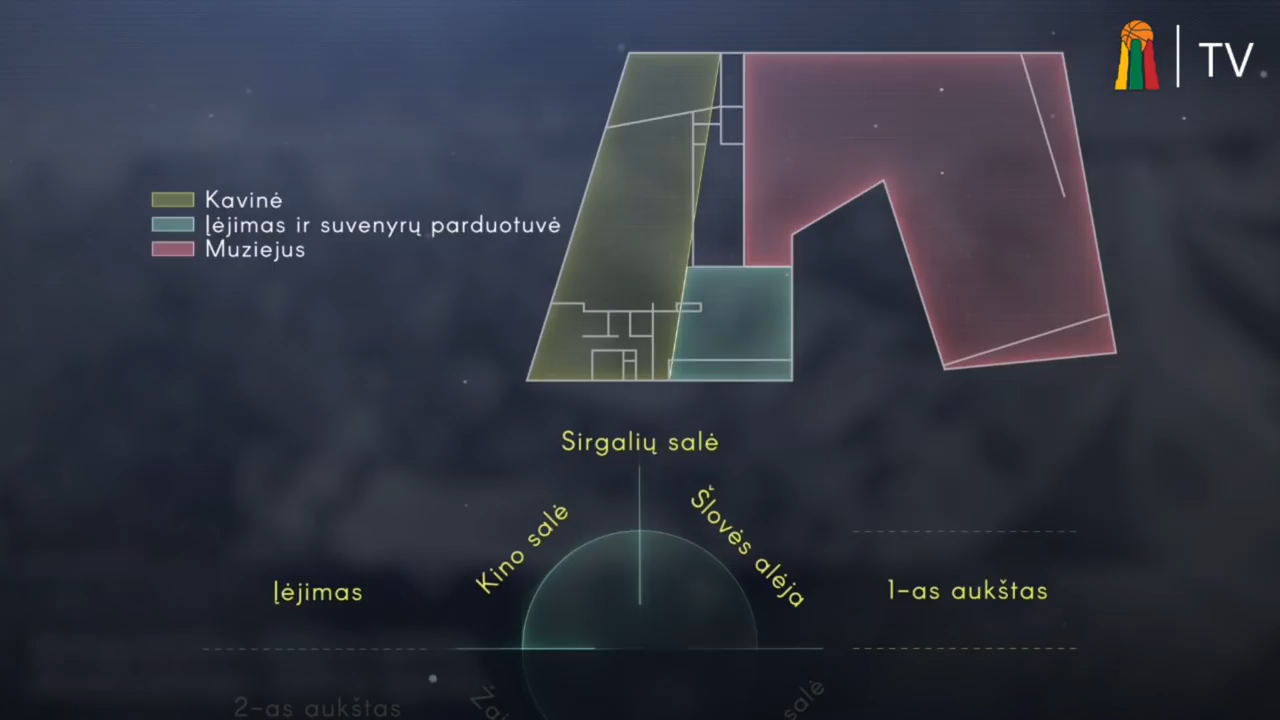 TV
Kavinė
Įėjimas ir suvenyrų parduotuvė
Muziejus
Sirgalių salė
Kino salė
Šlovės alėja
Įėjimas
1-as aukštas
2-as aukštas
salė